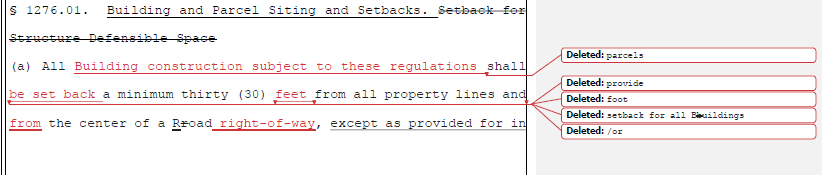 § 1276.01. Building and Parcel Siting and Setbacks. Setback for
Structure Defensible Space
(a) All Building construction subject to these regulations shall
be set back a minimum thirty (30) feet from all property lines and
from the center of a Rroad right-of-way, except as provided for in
Deleted: parcels
Deleted: provide
Deleted: foot
Deleted: setback for all Bbuildings
Deleted: /or